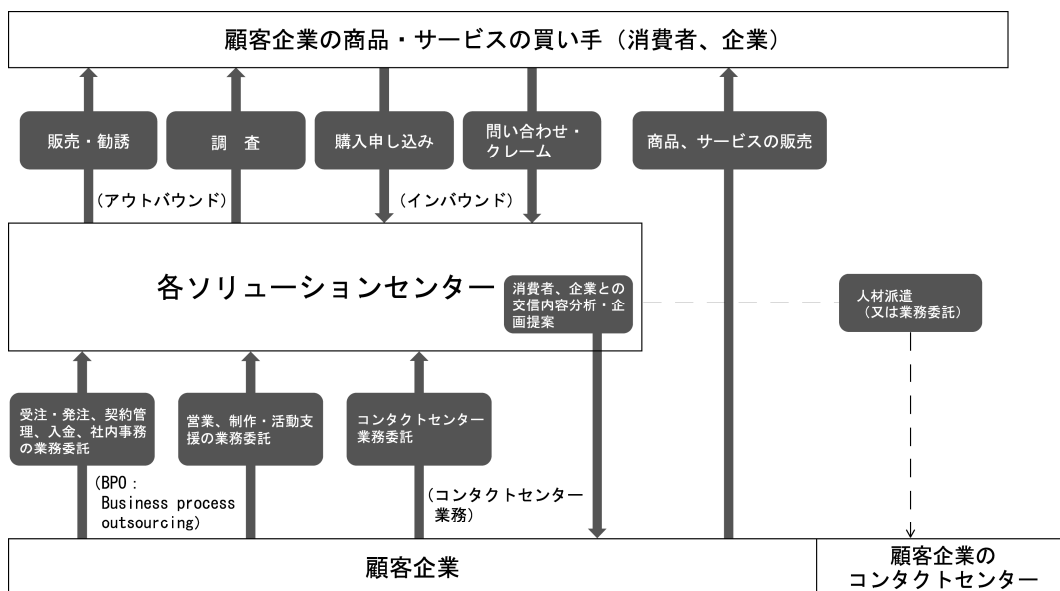 顧客企業の商品・サービスの買い手（消費者、企業）
販売・勧誘
調　査
購入申し込み
問い合わせ・
クレーム
商品、サービスの販売
（アウトバウンド）
（インバウンド）
各ソリューションセンター
消費者、企業との
交信内容分析・企
画提案
人材派遣
（又は業務委託）
受注・発注、契約管
理、入金、社内事務
の業務委託
営業、制作・活動支
援の業務委託
コンタクトセンター
業務委託
（BPO：
Business process
outsourcing）
（コンタクトセンター
業務）
顧客企業
顧客企業の
コンタクトセンター